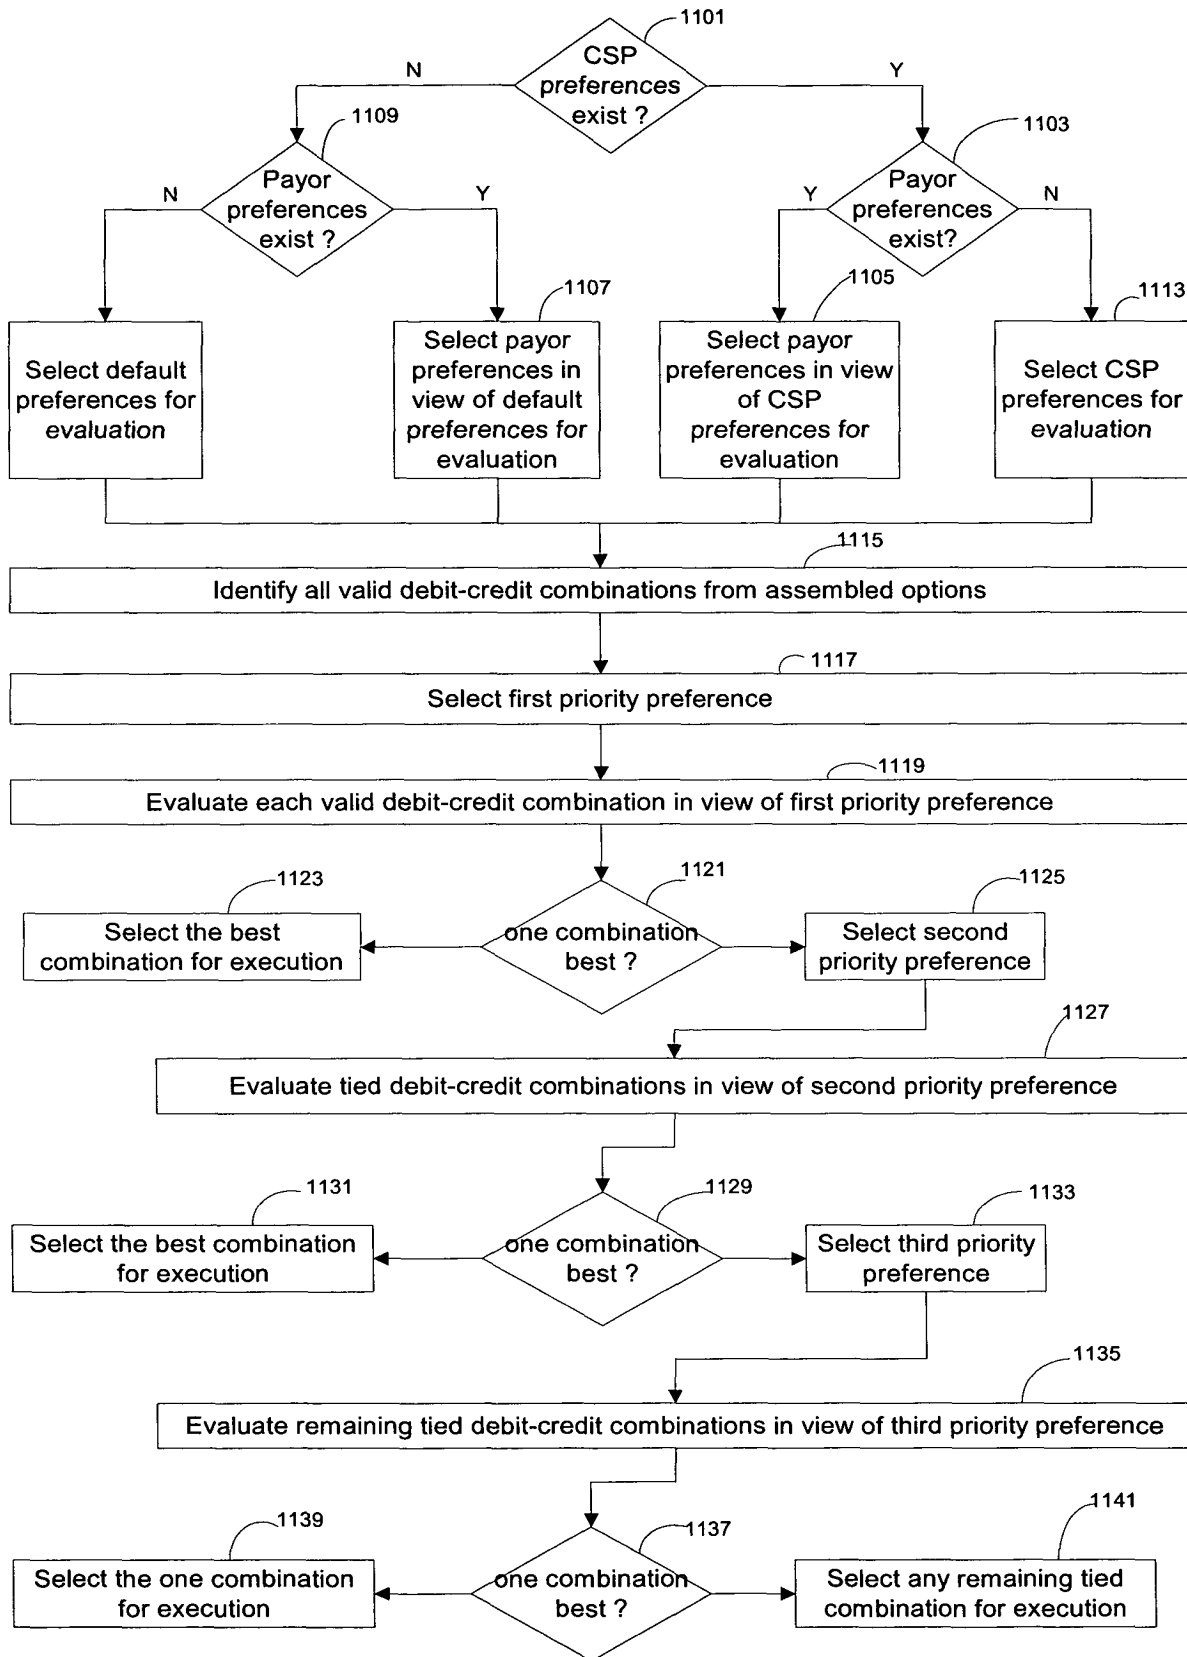 1101
CSP
preferences
exist ?
N
Y
1109
1103
Payor
preferences
exist ?
Payor
preferences
exist?
N
Y
Y
N
1107
1105
1113
Select default
preferences for
evaluation
Select payor
preferences in
view of default
preferences for
evaluation
Select payor
preferences in view
of CSP
preferences for
evaluation
Select CSP
preferences for
evaluation
1115
Identify all valid debit-credit combinations from assembled options
1117
Select first priority preference
1119
Evaluate each valid debit-credit combination in view of first priority preference
1123
1121
1125
Select the best
combination for execution
one combination
best ?
Select second
priority preference
1127
Evaluate tied debit-credit combinations in view of second priority preference
1131
1129
1133
Select the best combination
for execution
one combination
best ?
Select third priority
preference
1135
Evaluate remaining tied debit-credit combinations in view of third priority preference
1139
1137
1141
Select the one combination
for execution
one combination
best ?
Select any remaining tied
combination for execution